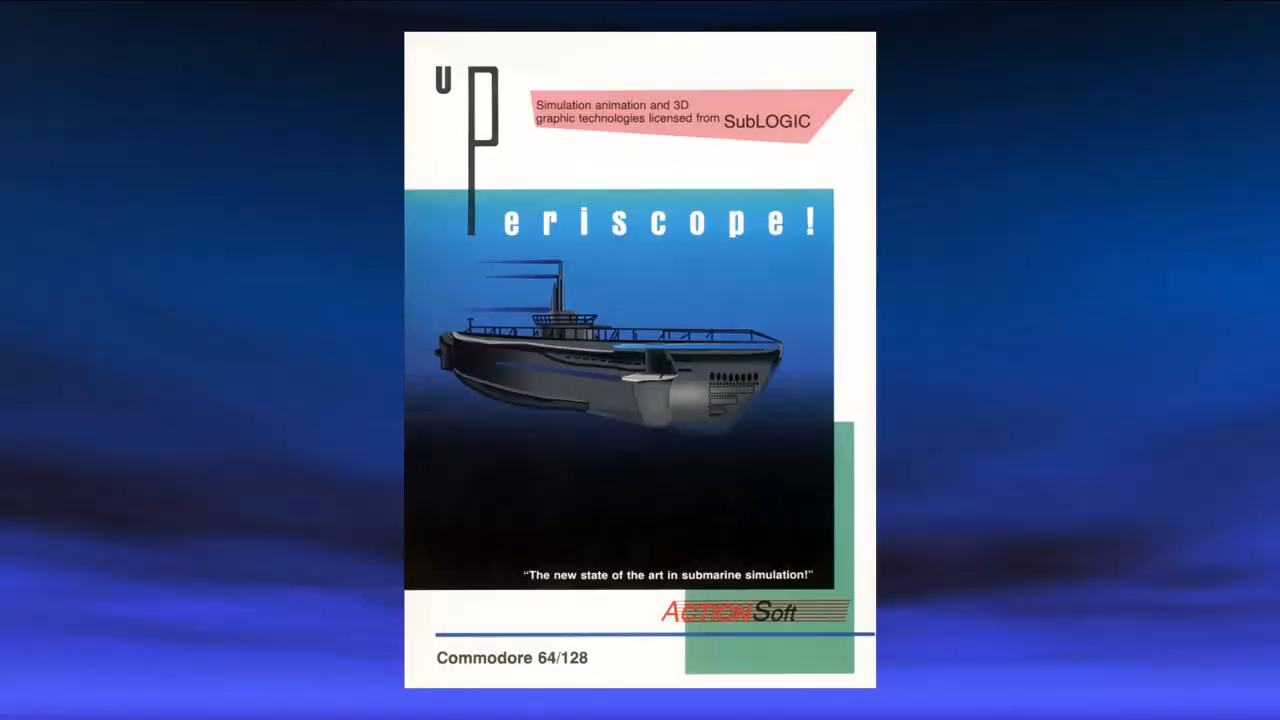 up
eriscope!
Simulation animation and 3D
graphic technologies licensed from SubLOGIC
"The new state of the art in submarine simulation!"
ACTIONSoft
Commodore 64/128